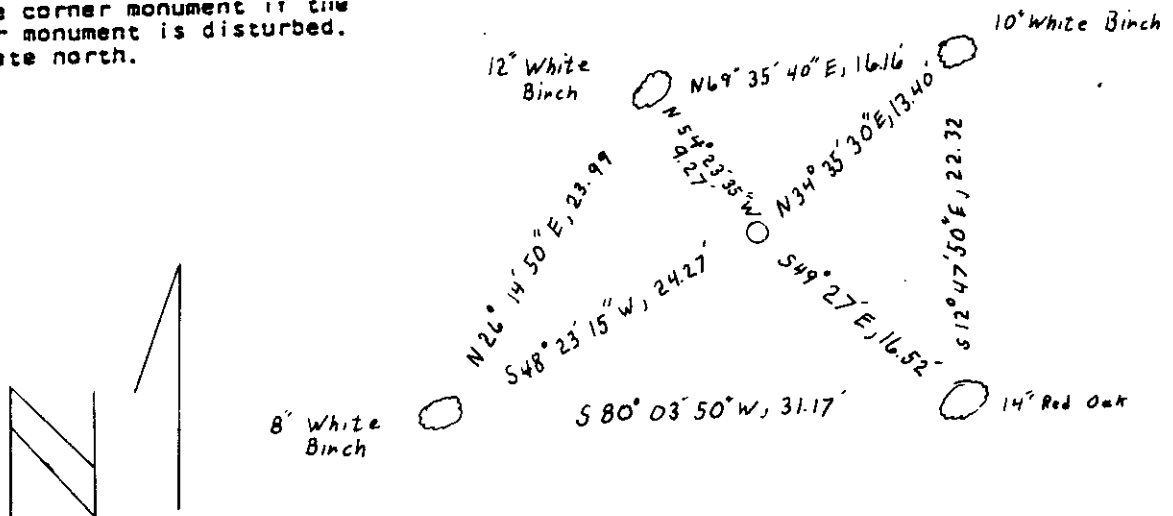 e corner monument if the
r monument is disturbed.
te north.
10" White Birch
12" White
Birch
N69° 35' 40" E, 16.16'
N 54° 23' 35" W
9.27'
N34° 35' 30" E, 13.40'
S 12° 47' 50" E, 22.32
N26° 14' 50" E, 23.99
S48° 23' 15" W, 24.27'
S49° 27' E, 16.52'
8" White
Birch
S 80° 03' 50" W, 31.17'
14" Red Oak
N